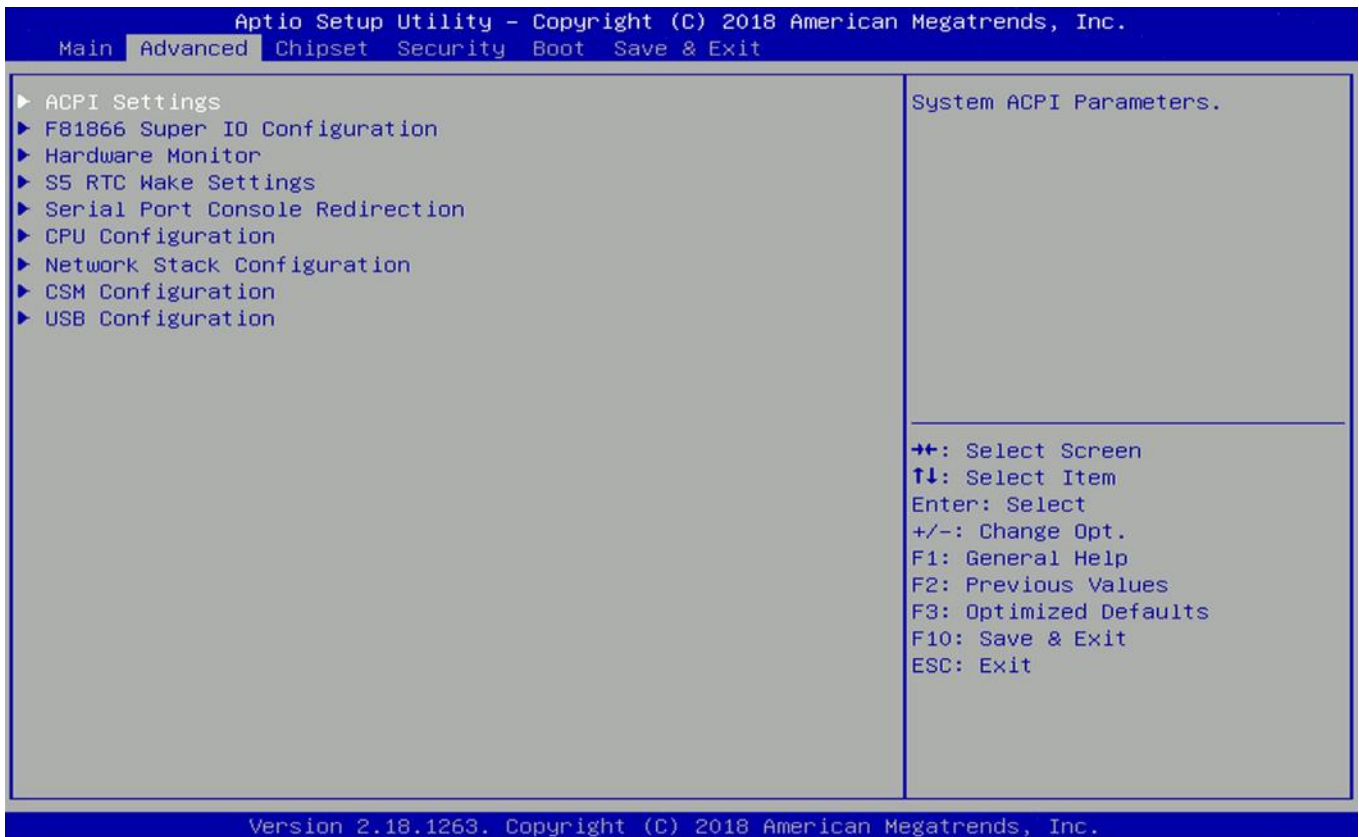 Aptio Setup Utility – Copyright (C) 2018 American Megatrends, Inc.
Main Advanced Chipset Security Boot Save & Exit
► ACPI Settings
► F81866 Super IO Configuration
► Hardware Monitor
► S5 RTC Wake Settings
► Serial Port Console Redirection
► CPU Configuration
► Network Stack Configuration
► CSM Configuration
► USB Configuration
System ACPI Parameters.
→←: Select Screen
↑↓: Select Item
Enter: Select
+/-: Change Opt.
F1: General Help
F2: Previous Values
F3: Optimized Defaults
F10: Save & Exit
ESC: Exit
Version 2.18.1263. Copyright (C) 2018 American Megatrends, Inc.